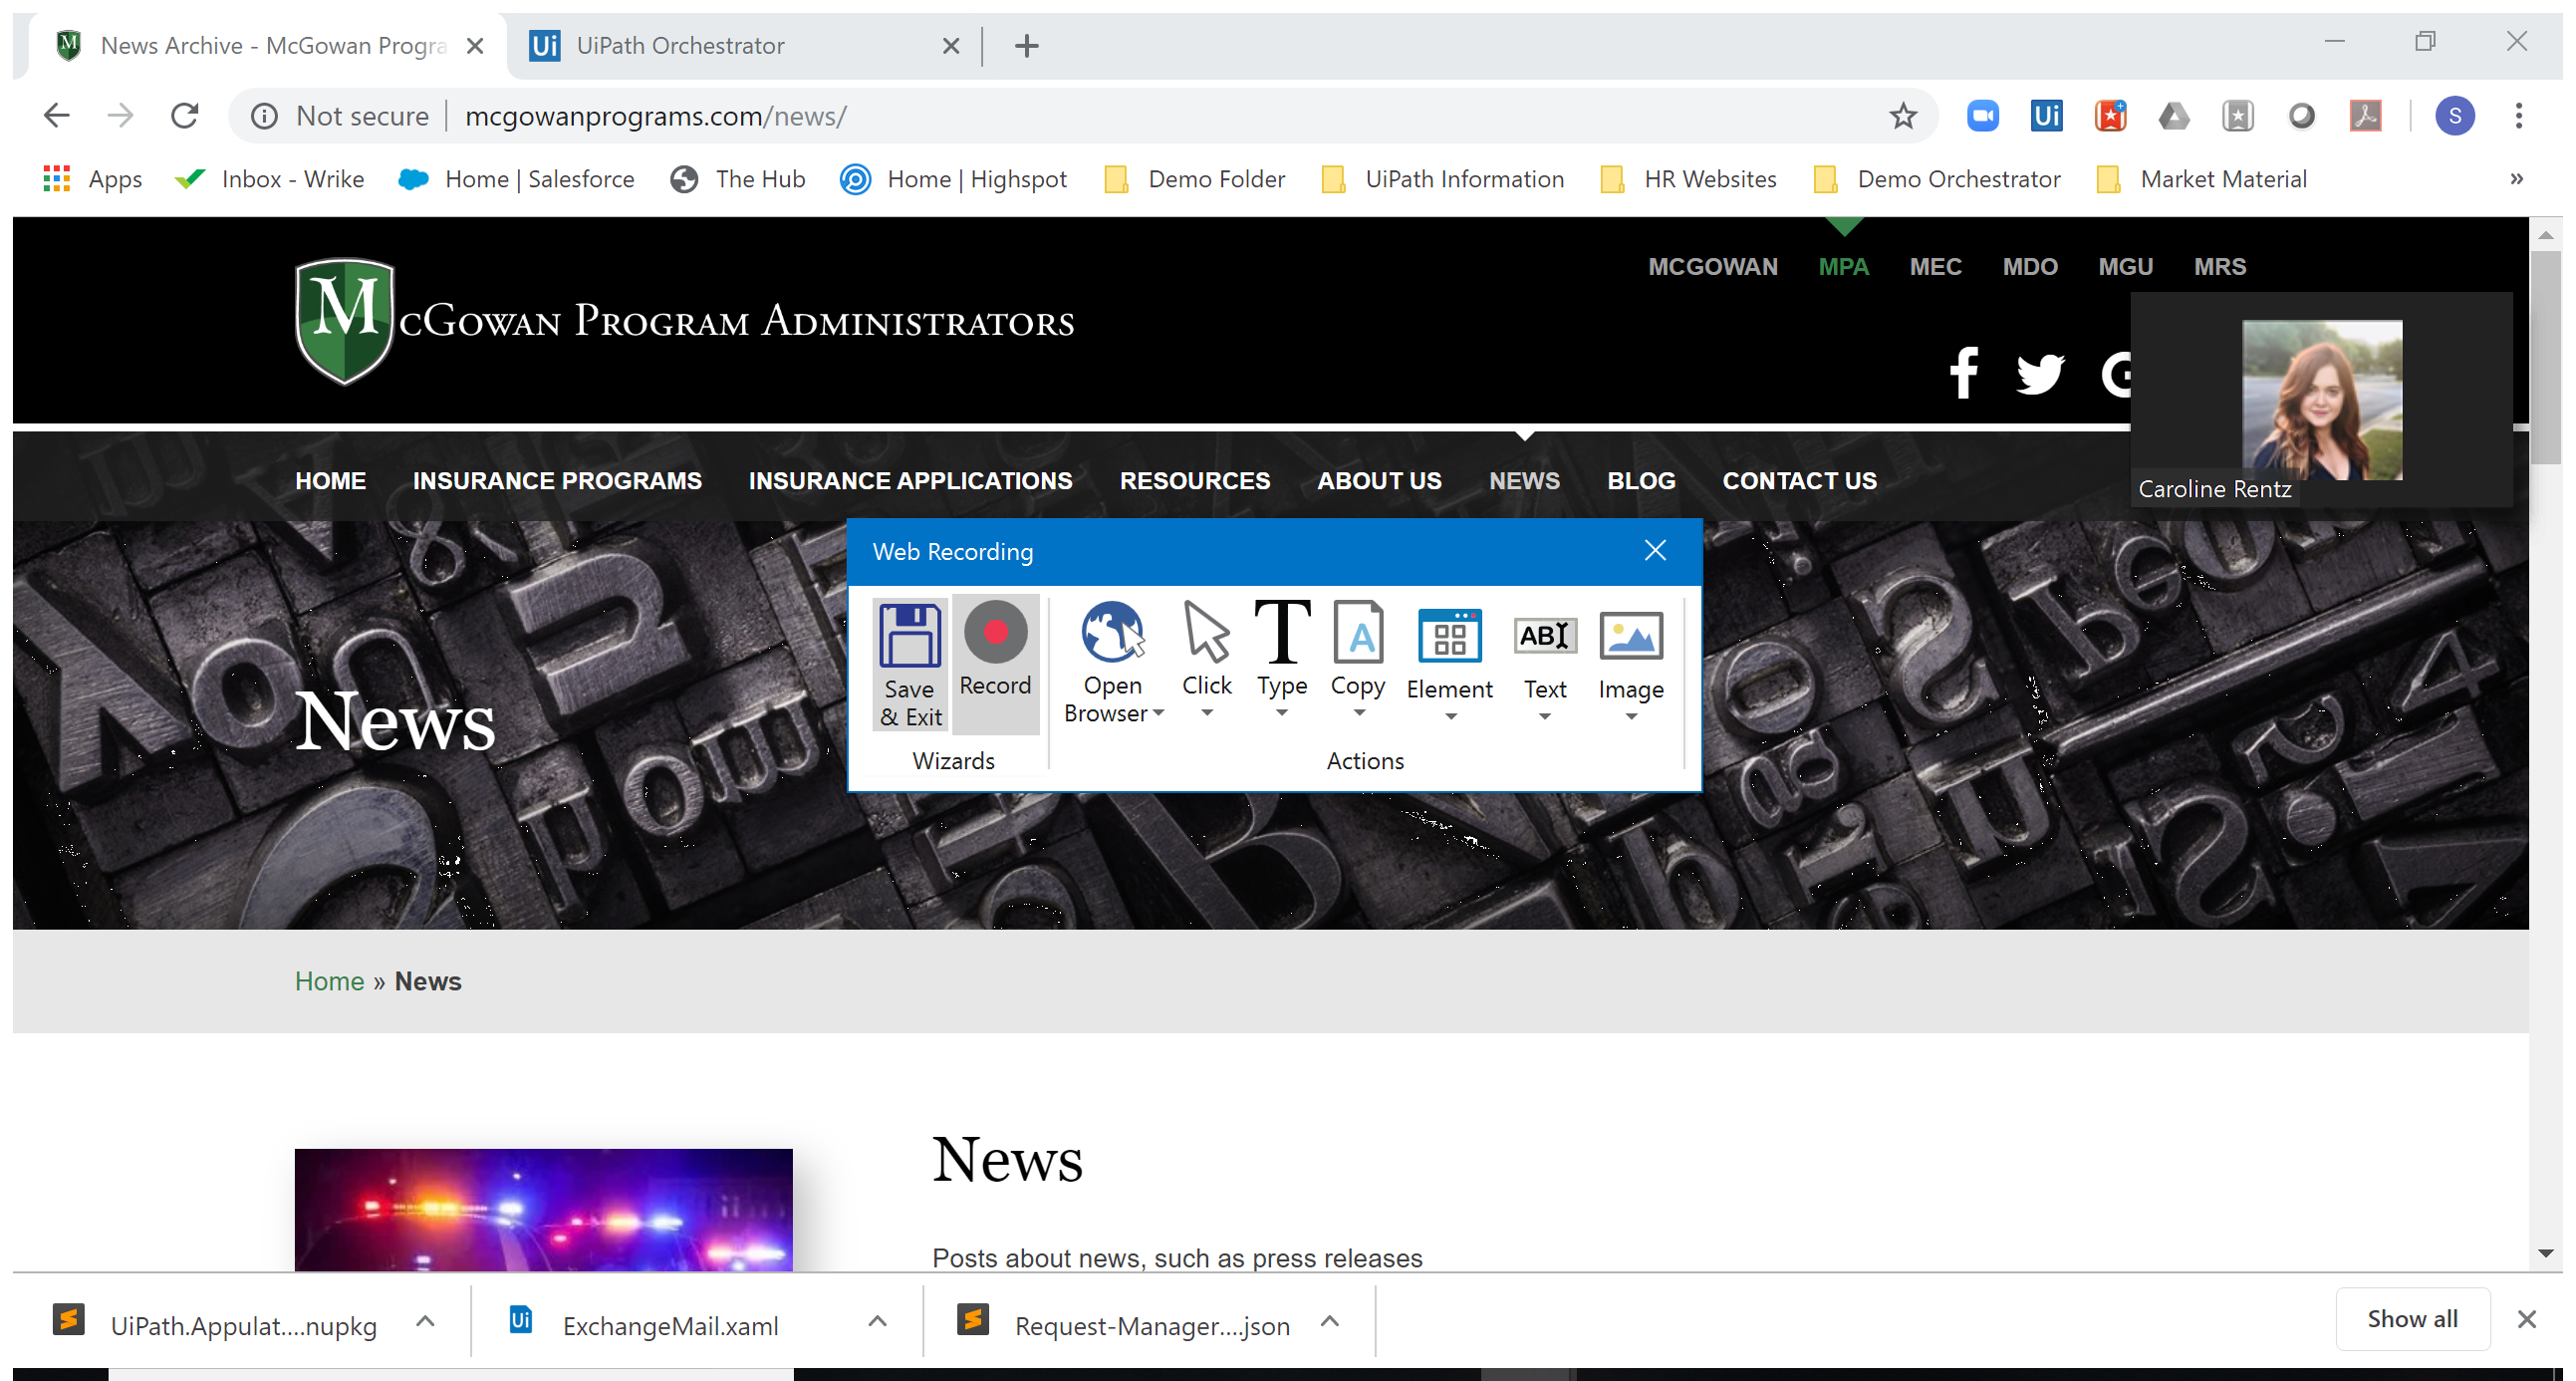 News Archive - McGowan Progra
UiPath Orchestrator
Not secure
mcgowanprograms.com/news/
S
Apps
Inbox - Wrike
Home | Salesforce
The Hub
Home | Highspot
Demo Folder
UiPath Information
HR Websites
Demo Orchestrator
Market Material
»
MCGOWAN MPA MEC MDO MGU MRS
McGowan Program Administrators
Caroline Rentz
HOME INSURANCE PROGRAMS INSURANCE APPLICATIONS RESOURCES ABOUT US NEWS BLOG CONTACT US
Web Recording
Save & Exit
Record
Wizards
Open Browser
Click
Type
Copy
Element
Text
Image
Actions
News
Home » News
News
Posts about news, such as press releases
UiPath.Appulat....nupkg
ExchangeMail.xaml
Request-Manager....json
Show all